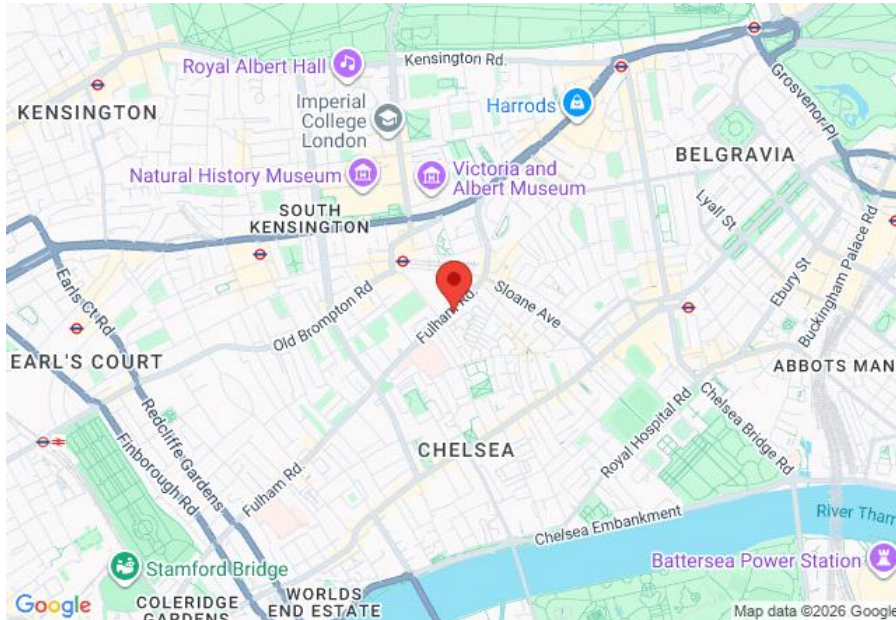 Kensington Rd.
Royal Albert Hall
KENSINGTON
Imperial
College
London
Harrods
Grosvenor Pl
BELGRAVIA
Natural History Museum
Victoria and
Albert Museum
SOUTH
KENSINGTON
Lyall St
Ebury St
Buckingham Palace Rd
Earls Ct Rd
Old Brompton Rd
Fulham Rd.
Sloane Ave
EARL'S COURT
ABBOTS MAN
Redcliffe Gardens
Finborough Rd
Royal Hospital Rd
Chelsea Bridge Rd
CHELSEA
Fulham Rd.
Chelsea Embankment
River Tham
Stamford Bridge
Battersea Power Station
COLERIDGE
GARDENS
WORLDS
END ESTATE
Google
Map data ©2026 Google